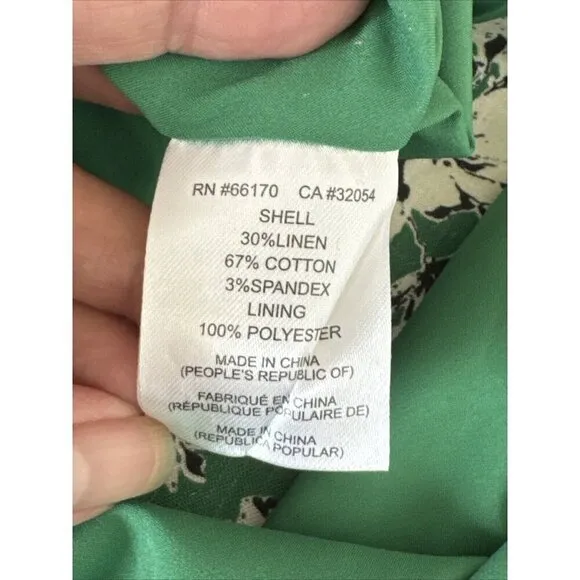 RN #66170 CA #32054
SHELL
30%LINEN
67% COTTON
3%SPANDEX
LINING
100% POLYESTER
MADE IN CHINA
(PEOPLE'S REPUBLIC OF)
FABRIQUÉ EN CHINA
(RÉPUBLIQUE POPULAIRE DE)
MADE IN CHINA
(REPUBLICA POPULAR)